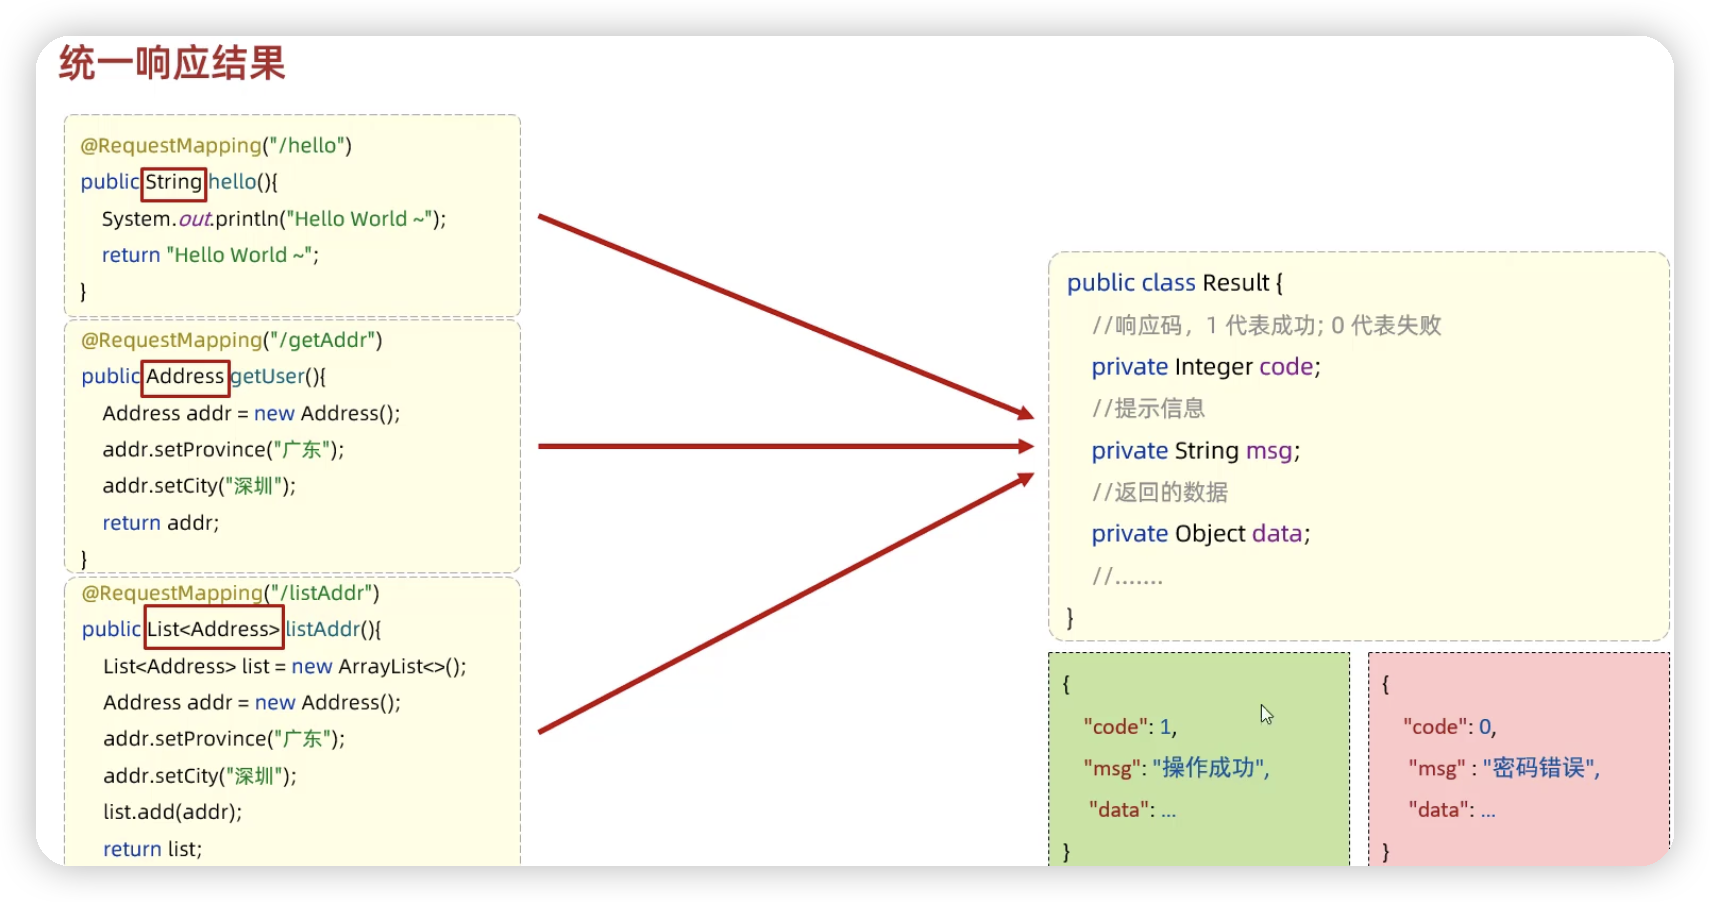 统一响应结果
@RequestMapping("/hello")
public String hello(){
System.out.println("Hello World ~");
return "Hello World ~";
}
@RequestMapping("/getAddr")
public Address getUser(){
Address addr = new Address();
addr.setProvince("广东");
addr.setCity("深圳");
return addr;
}
@RequestMapping("/listAddr")
public List<Address> listAddr(){
List<Address> list = new ArrayList<>();
Address addr = new Address();
addr.setProvince("广东");
addr.setCity("深圳");
list.add(addr);
return list;
public class Result {
//响应码，1 代表成功; 0 代表失败
private Integer code;
//提示信息
private String msg;
//返回的数据
private Object data;
//.......
}
{
"code": 1,
"msg": "操作成功",
"data": ...
}
{
"code": 0,
"msg" : "密码错误",
"data": ...
}